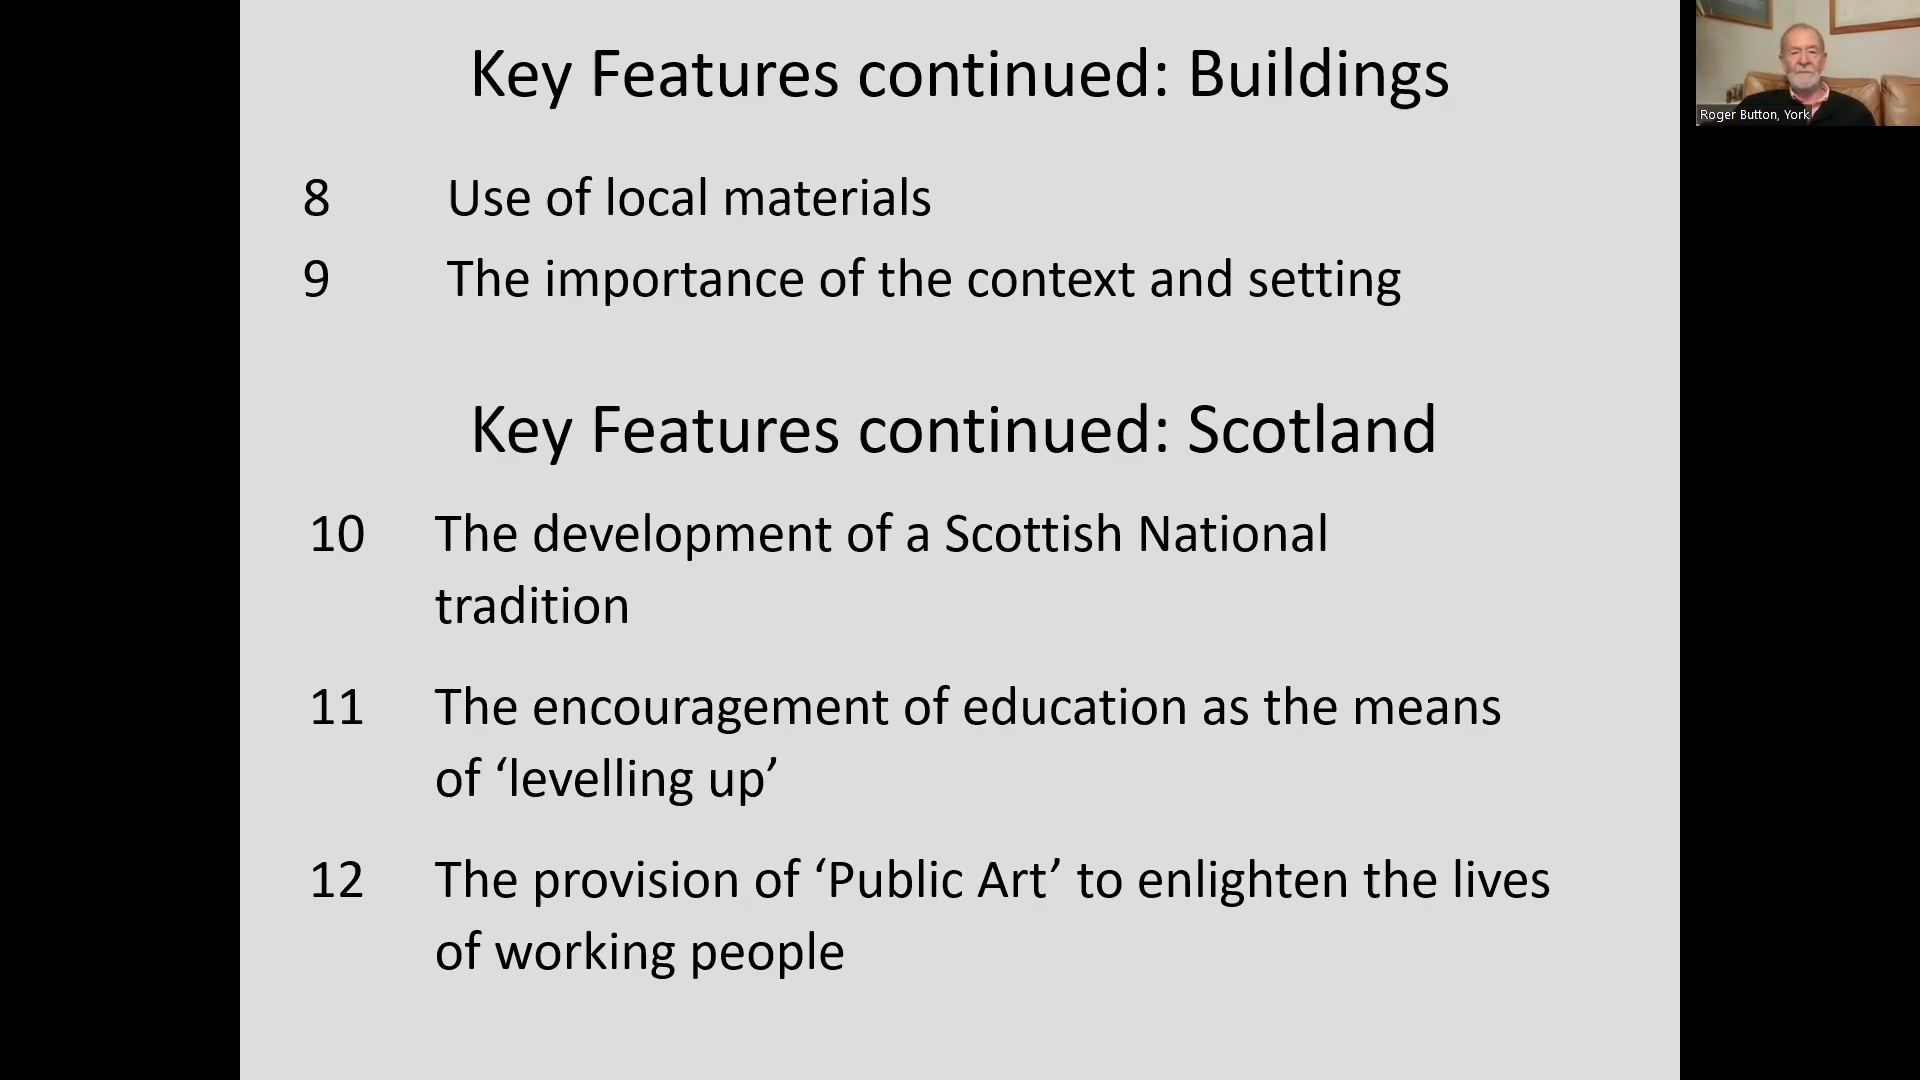 Key Features continued: Buildings
8 Use of local materials
9 The importance of the context and setting
Key Features continued: Scotland
10 The development of a Scottish National
tradition
11 The encouragement of education as the means
of ‘levelling up’
12 The provision of ‘Public Art’ to enlighten the lives
of working people
Roger Button, York